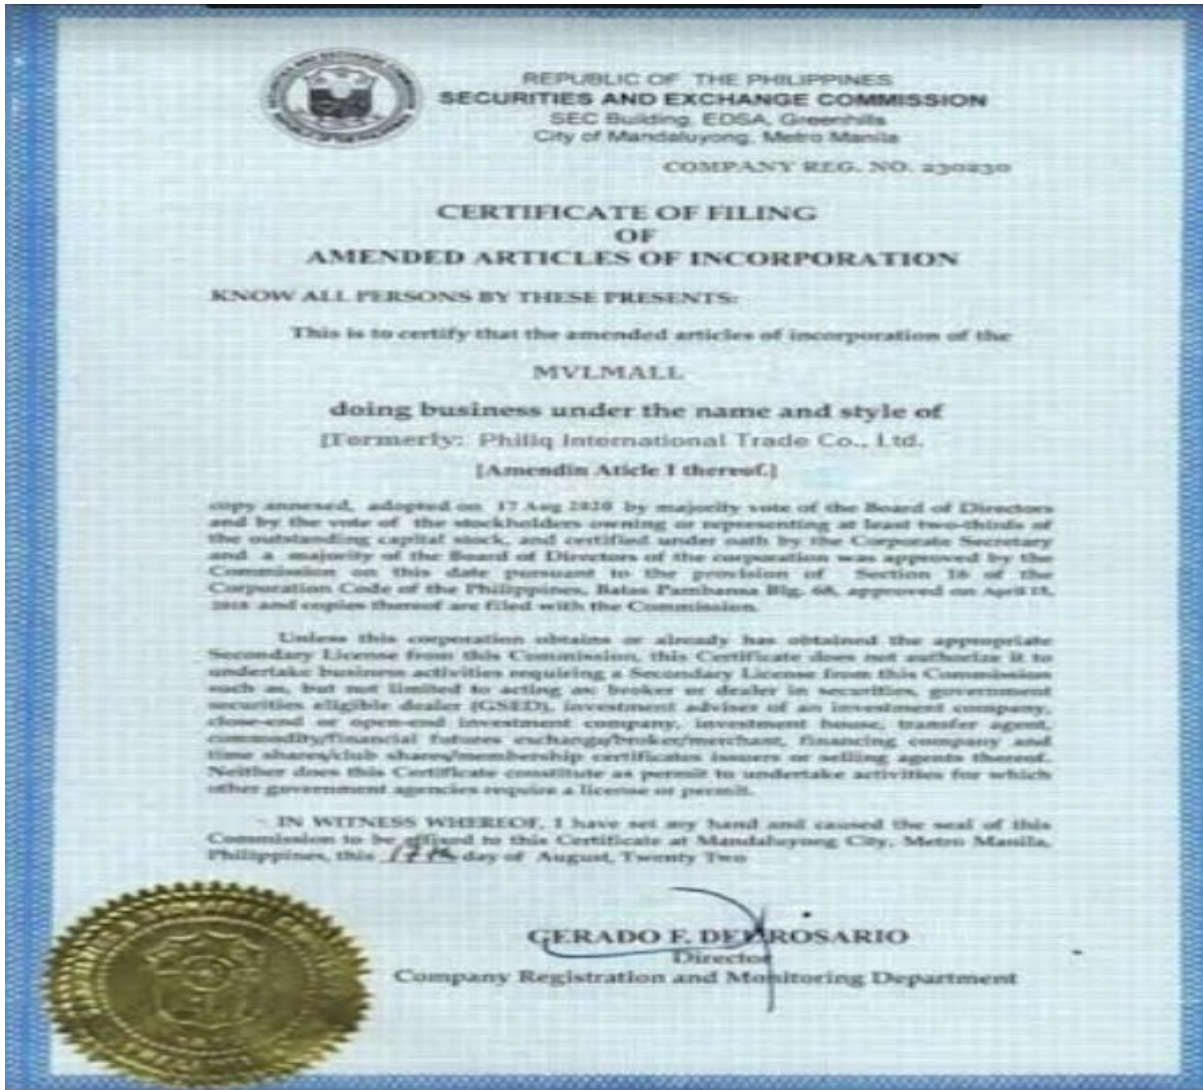 REPUBLIC OF THE PHILIPPINES
SECURITIES AND EXCHANGE COMMISSION
SEC Building, EDSA, Greenhills
City of Mandaluyong, Metro Manila
COMPANY REG. NO. 230230
CERTIFICATE OF FILING
OF
AMENDED ARTICLES OF INCORPORATION
KNOW ALL PERSONS BY THESE PRESENTS:
This is to certify that the amended articles of incorporation of the
MVLMALL
doing business under the name and style of
[Formerly: Philiq International Trade Co., Ltd.
[Amendin Aticle I thereof.]
copy annexed, adopted on 17 Aug 2020 by majority vote of the Board of Directors
and by the vote of the stockholders owning or representing at least two-thirds of
the outstanding capital stock, and certified under oath by the Corporate Secretary
and a majority of the Board of Directors of the corporation was approved by the
Commission on this date pursuant to the provision of Section 16 of the
Corporation Code of the Philippines, Batas Pambansa Blg. 68, approved on April 15,
2018 and copies thereof are filed with the Commission.
Unless this corporation obtains or already has obtained the appropriate
Secondary License from this Commission, this Certificate does not authorize it to
undertake business activities requiring a Secondary License from this Commission
such as, but not limited to acting as: broker or dealer in securities, government
securities eligible dealer (GSED), investment adviser of an investment company,
close-end or open-end investment company, investment house, transfer agent,
commodity/financial futures exchange/broker/merchant, financing company and
time shares/club shares/membership certificates issuers or selling agents thereof.
Neither does this Certificate constitute as permit to undertake activities for which
other government agencies require a license or permit.
IN WITNESS WHEREOF, I have set my hand and caused the seal of this
Commission to be affixed to this Certificate at Mandaluyong City, Metro Manila,
Philippines, this 17th day of August, Twenty Two
GERADO F. DEL ROSARIO
Director
Company Registration and Monitoring Department